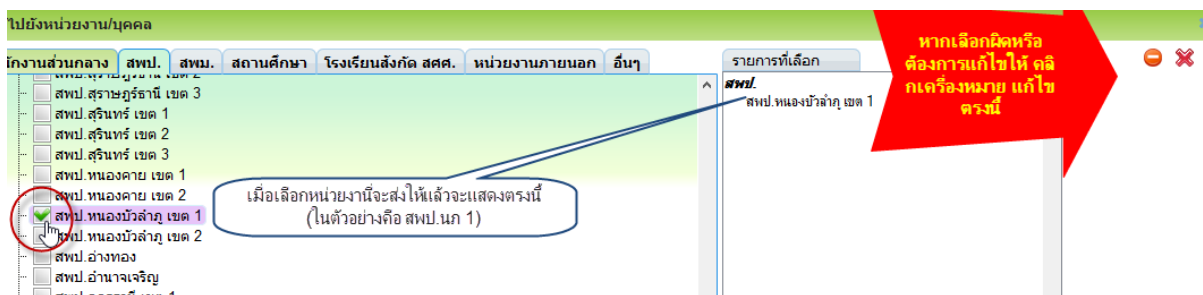 ไปยังหน่วยงาน/บุคคล
หากเลือกผิดหรือ
ต้องการแก้ไขให้ คลิ
กเครื่องหมาย แก้ไข
ตรงนี้
ักงานส่วนกลาง สพป. สพม. สถานศึกษา โรงเรียนสังกัด สศศ. หน่วยงานภายนอก อื่นๆ
รายการที่เลือก
สพป.สุราษฎร์ธานี เขต 2
สพป.สุราษฎร์ธานี เขต 3
สพป.สุรินทร์ เขต 1
สพป.สุรินทร์ เขต 2
สพป.สุรินทร์ เขต 3
สพป.หนองคาย เขต 1
สพป.หนองคาย เขต 2
สพป.หนองบัวลำภู เขต 1
สพป.หนองบัวลำภู เขต 2
สพป.อ่างทอง
สพป.อำนาจเจริญ
สพป.
สพป.หนองบัวลำภู เขต 1
เมื่อเลือกหน่วยงานี่จะส่งให้แล้วจะแสดงตรงนี้
(ในตัวอย่างคือ สพป.นภ 1)